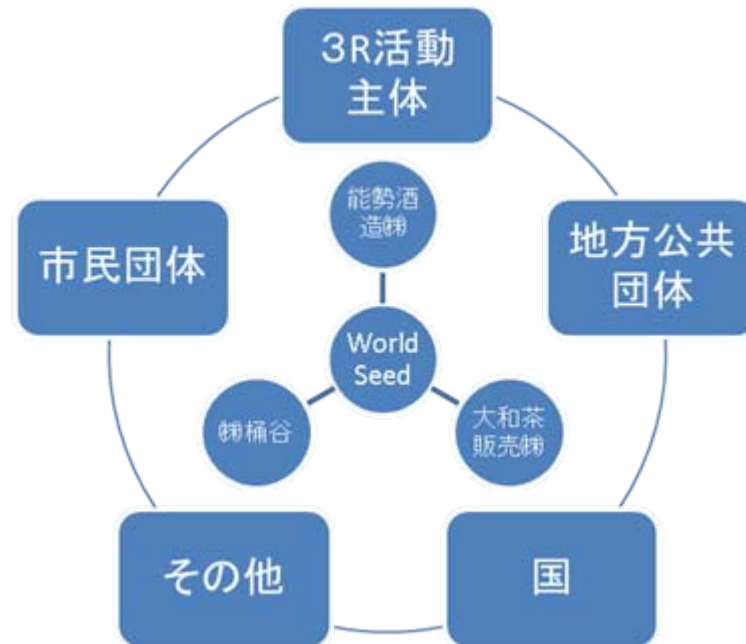 ３R活動
主体
能勢酒
造㈱
市民団体
地方公共
団体
World
Seed
㈱桶谷
大和茶
販売㈱
その他
国